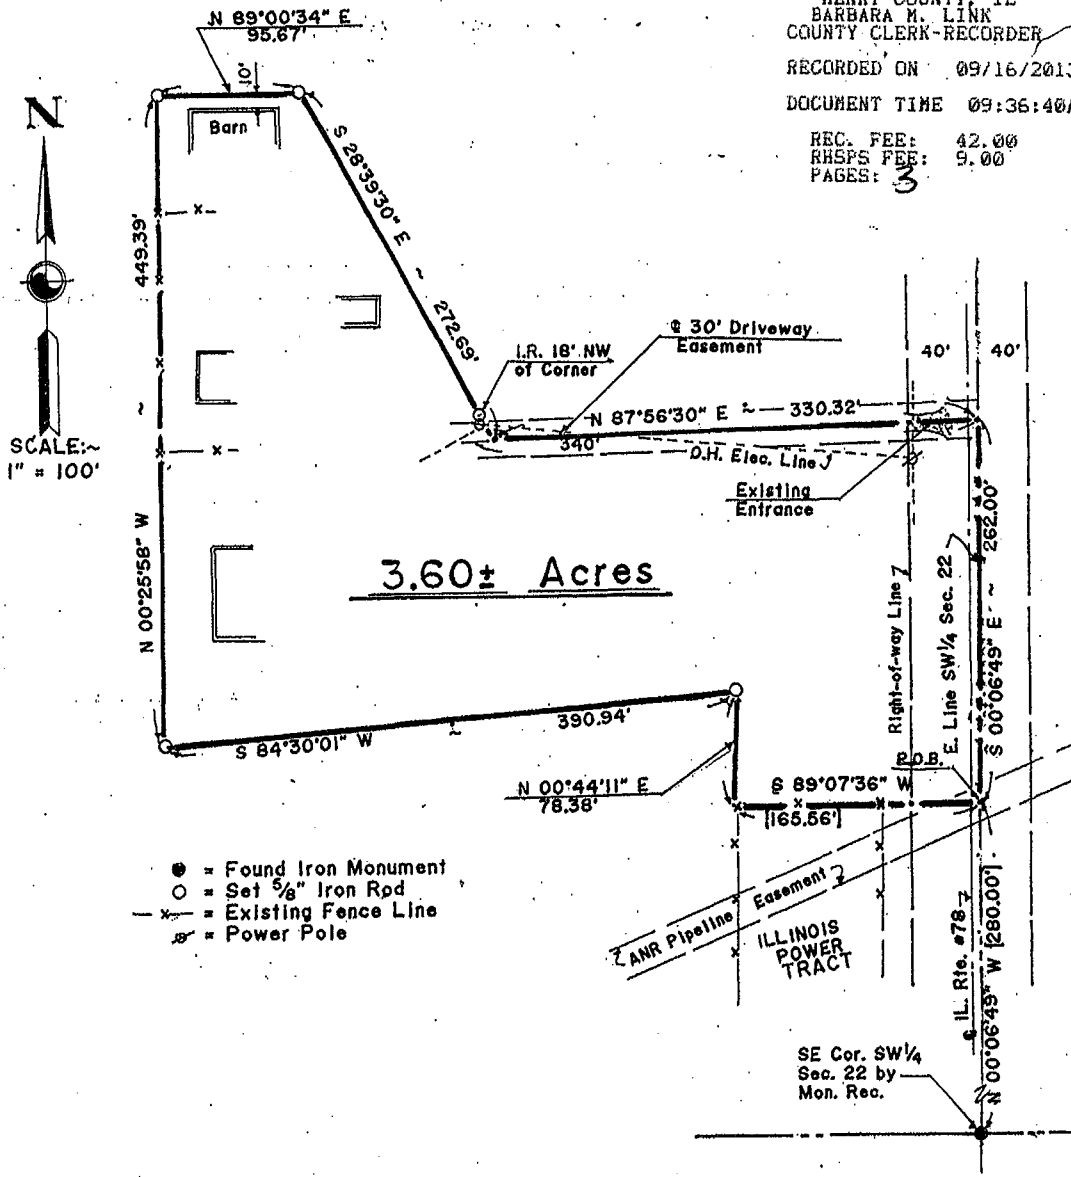 HENRY COUNTY, IL
BARBARA M. LINK
COUNTY CLERK-RECORDER
RECORDED ON 09/16/2013
DOCUMENT TIME 09:36:40
REC. FEE: 42.00
RHSPS FEE: 9.00
PAGES: 3
N 89°00'34" E
95.67'
10'
Barn
N
S 28°39'30" E ~ 272.69'
449.39'
SCALE:~
1" = 100'
I.R. 18' NW
of Corner
℄ 30' Driveway
Easement
40' 40'
N 87°56'30" E ~ 330.32'
340'
O.H. Elec. Line
Existing
Entrance
262.00'
3.60± Acres
N 00°25'58" W ~
Right-of-way Line
E. Line SW¼ Sec. 22
S 00°06'49" E ~
390.94'
S 84°30'01" W ~
P.O.B.
N 00°44'11" E
78.38'
S 89°07'36" W
[165.56']
● = Found Iron Monument
○ = Set 5/8" Iron Rod
—x— = Existing Fence Line
ø = Power Pole
ANR Pipeline Easement
ILLINOIS
POWER
TRACT
℄ IL. Rte. #78
N 00°06'49" W [280.00']
SE Cor. SW¼
Sec. 22 by
Mon. Rec.